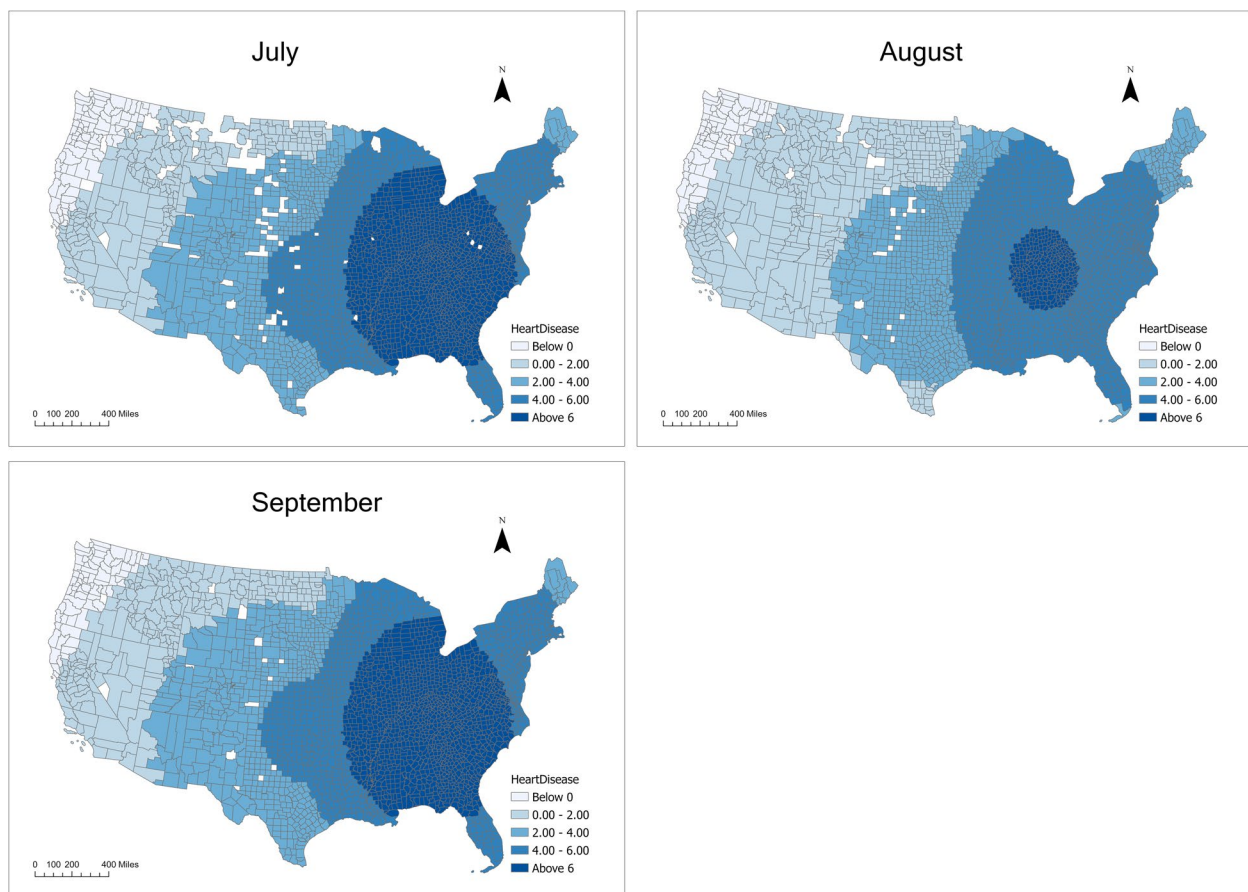 July
N
HeartDisease
Below 0
0.00 - 2.00
2.00 - 4.00
4.00 - 6.00
Above 6
0 100 200 400 Miles
August
N
HeartDisease
Below 0
0.00 - 2.00
2.00 - 4.00
4.00 - 6.00
Above 6
0 100 200 400 Miles
September
N
HeartDisease
Below 0
0.00 - 2.00
2.00 - 4.00
4.00 - 6.00
Above 6
0 100 200 400 Miles